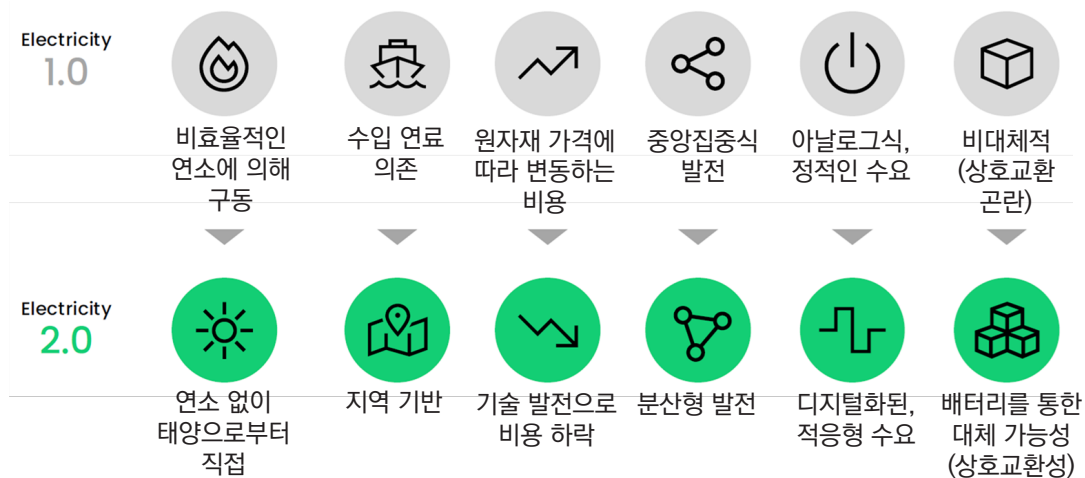 Electricity
1.0
비효율적인
연소에 의해
구동
수입 연료
의존
원자재 가격에
따라 변동하는
비용
중앙집중식
발전
아날로그식,
정적인 수요
비대체적
(상호교환
곤란)
Electricity
2.0
연소 없이
태양으로부터
직접
지역 기반
기술 발전으로
비용 하락
분산형 발전
디지털화된,
적응형 수요
배터리를 통한
대체 가능성
(상호교환성)